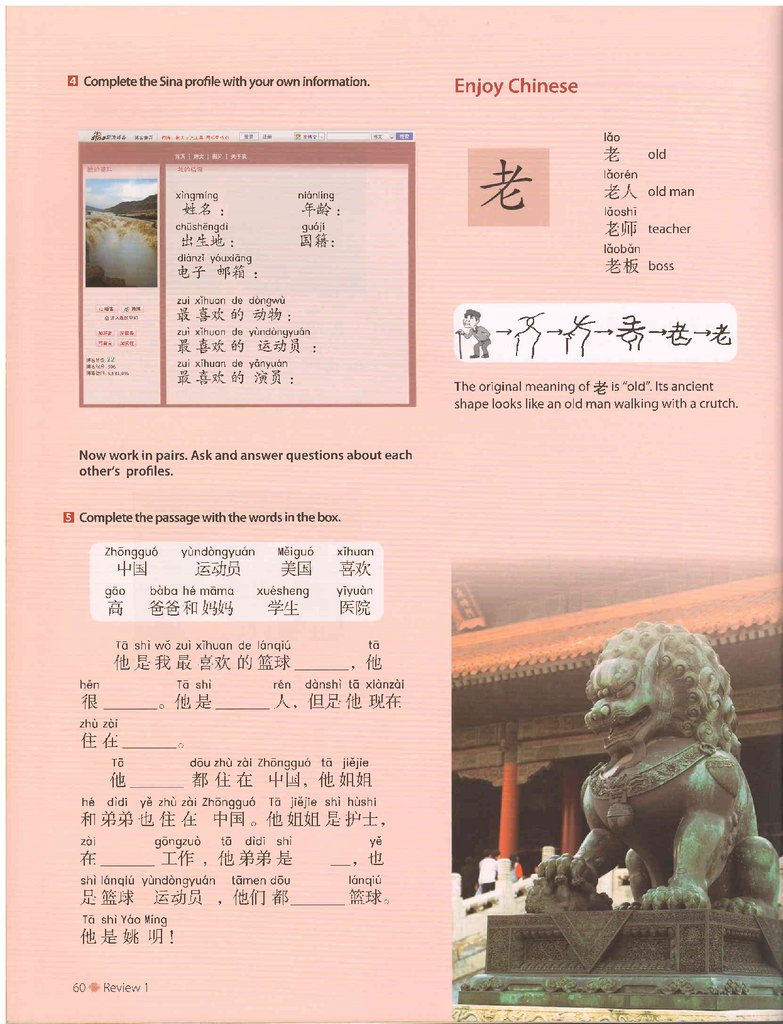 4 Complete the Sina profile with your own information.
xìngmíng niánlíng
姓名： 年龄：
chūshēngdì guójí
出生地： 国籍：
diànzǐ yóuxiāng
电子 邮箱：
zuì xǐhuan de dòngwù
最喜欢的 动物：
zuì xǐhuan de yùndòngyuán
最喜欢的 运动员：
zuì xǐhuan de yǎnyuán
最喜欢的 演员：
Now work in pairs. Ask and answer questions about each
other's profiles.
5 Complete the passage with the words in the box.
Zhōngguó yùndòngyuán Měiguó xǐhuan
中国 运动员 美国 喜欢
gāo bàba hé māma xuésheng yīyuàn
高 爸爸和妈妈 学生 医院
Tā shì wǒ zuì xǐhuan de lánqiú tā
他是我最喜欢的篮球______，他
hěn Tā shì rén dànshì tā xiànzài
很______。他是______人，但是他现在
zhù zài
住在______。
Tā dōu zhù zài Zhōngguó tā jiějie
他______都住在 中国，他姐姐
hé dìdi yě zhù zài Zhōngguó Tā jiějie shì hùshi
和弟弟也住在 中国。他姐姐是护士，
zài gōngzuò tā dìdi shì yě
在______工作，他弟弟是 __，也
shì lánqiú yùndòngyuán tāmen dōu lánqiú
是篮球 运动员，他们都______篮球。
Tā shì Yáo Míng
他是姚明！
60 Review 1
Enjoy Chinese
老
lǎo
老 old
lǎorén
老人 old man
lǎoshī
老师 teacher
lǎobǎn
老板 boss
老
The original meaning of 老 is "old". Its ancient
shape looks like an old man walking with a crutch.